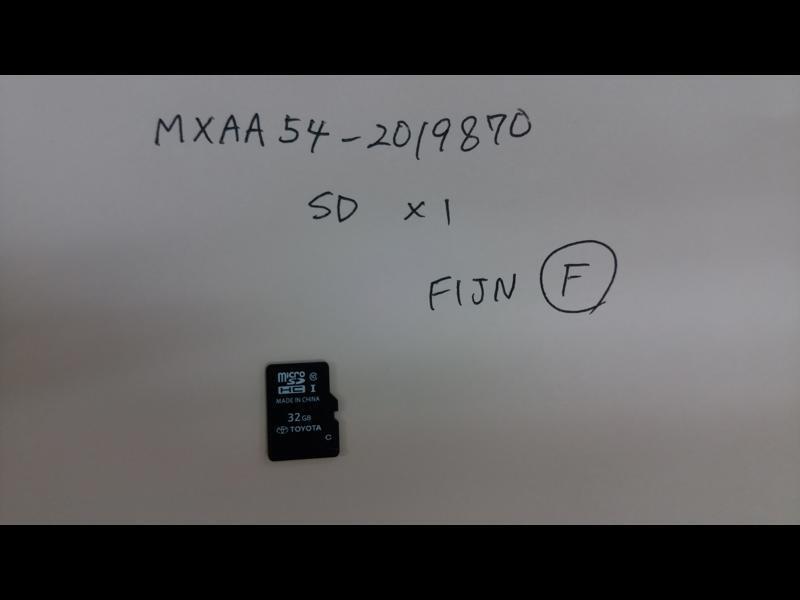 MXAA54-2019870
SD ×1
FIJN F
micro
SD
HC I
MADE IN CHINA
32GB
TOYOTA
C